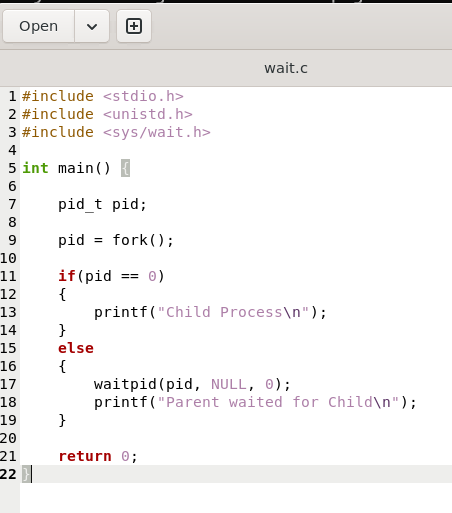 Open
wait.c
1 #include <stdio.h>
2 #include <unistd.h>
3 #include <sys/wait.h>
4
5 int main() {
6
7     pid_t pid;
8
9     pid = fork();
10
11     if(pid == 0)
12     {
13         printf("Child Process\n");
14     }
15     else
16     {
17         waitpid(pid, NULL, 0);
18         printf("Parent waited for Child\n");
19     }
20
21     return 0;
22 }